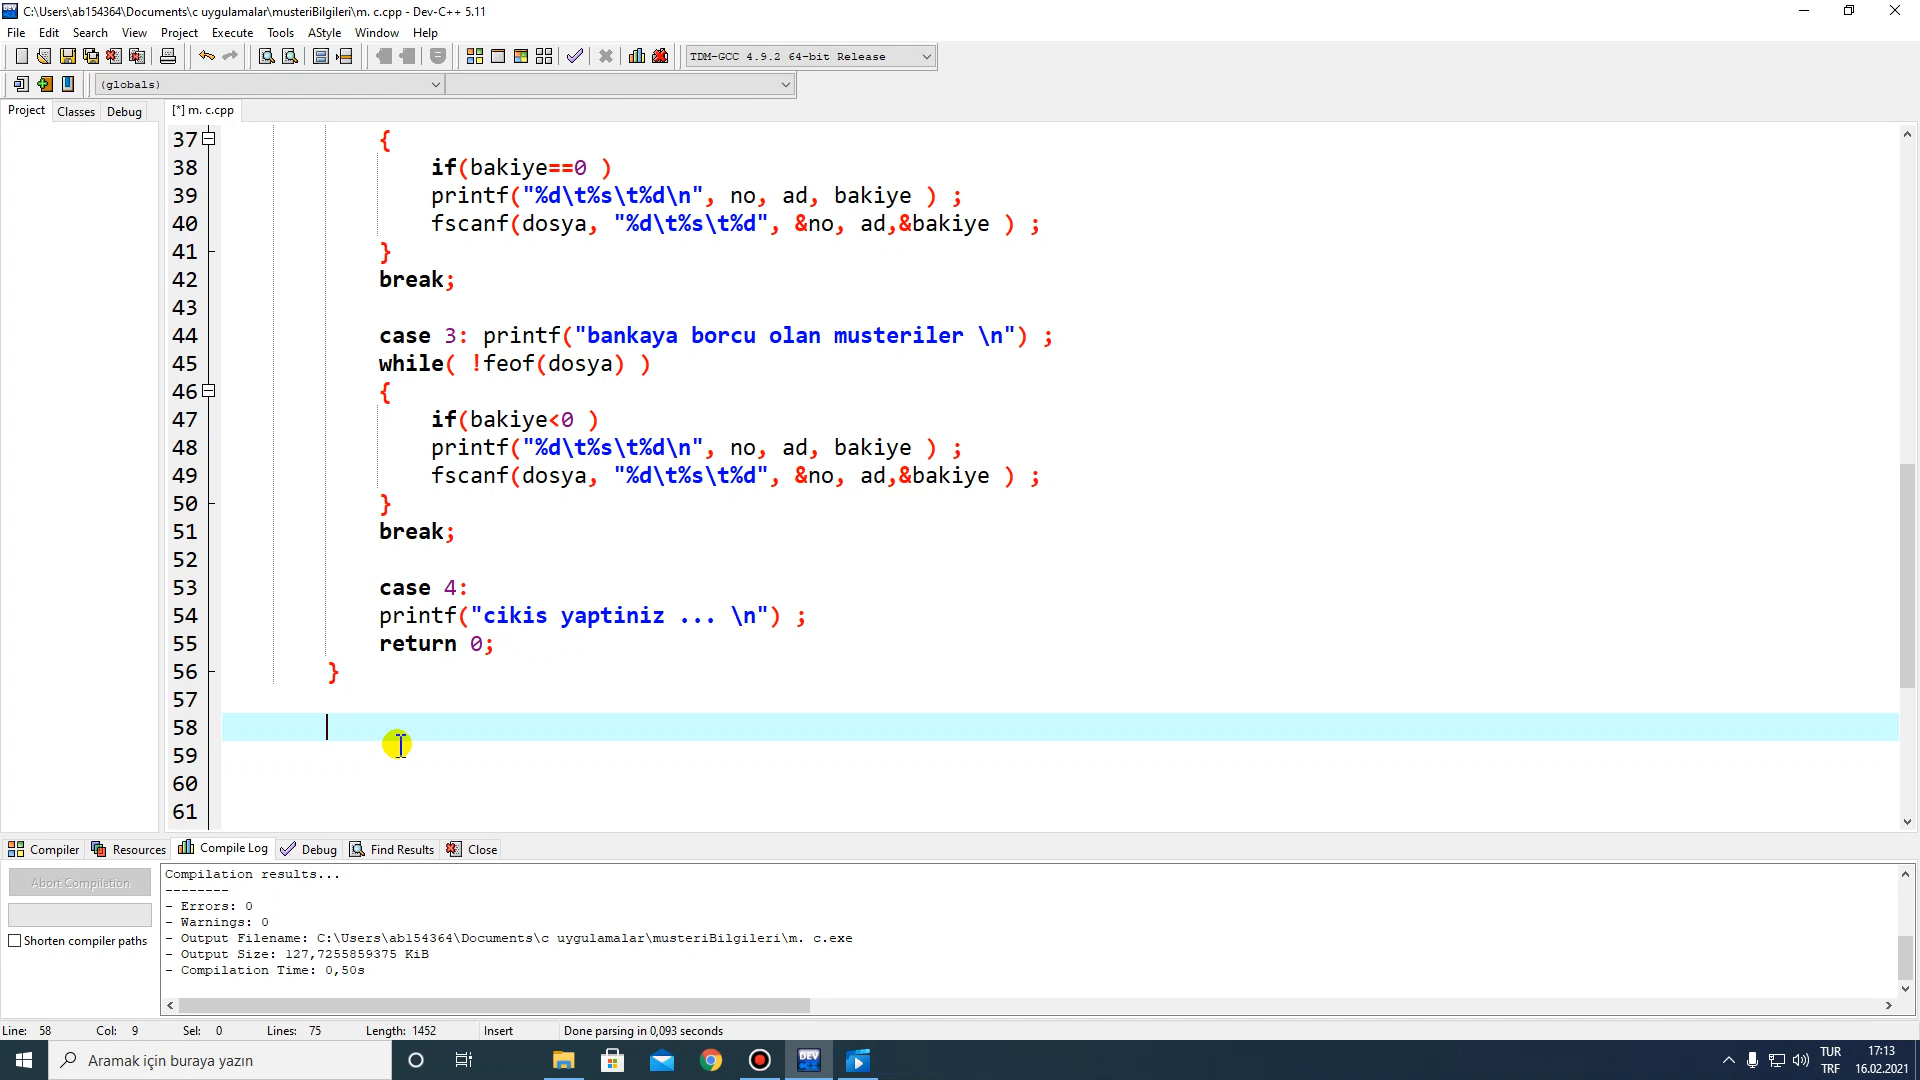 C:\Users\ab154364\Documents\c uygulamalar\musteriBilgileri\m. c.cpp - Dev-C++ 5.11
File Edit Search View Project Execute Tools AStyle Window Help
TDM-GCC 4.9.2 64-bit Release
(globals)
Project Classes Debug [*] m. c.cpp
37 {
38 if(bakiye==0 )
39 printf("%d\t%s\t%d\n", no, ad, bakiye ) ;
40 fscanf(dosya, "%d\t%s\t%d", &no, ad,&bakiye ) ;
41 }
42 break;
43
44 case 3: printf("bankaya borcu olan musteriler \n") ;
45 while( !feof(dosya) )
46 {
47 if(bakiye<0 )
48 printf("%d\t%s\t%d\n", no, ad, bakiye ) ;
49 fscanf(dosya, "%d\t%s\t%d", &no, ad,&bakiye ) ;
50 }
51 break;
52
53 case 4:
54 printf("cikis yaptiniz ... \n") ;
55 return 0;
56 }
57
58
59
60
61
Compiler Resources Compile Log Debug Find Results Close
Abort Compilation
Shorten compiler paths
Compilation results...
--------
- Errors: 0
- Warnings: 0
- Output Filename: C:\Users\ab154364\Documents\c uygulamalar\musteriBilgileri\m. c.exe
- Output Size: 127,7255859375 KiB
- Compilation Time: 0,50s
Line: 58 Col: 9 Sel: 0 Lines: 75 Length: 1452 Insert Done parsing in 0,093 seconds
Aramak için buraya yazın
DEV
TUR
TRF
17:13
16.02.2021